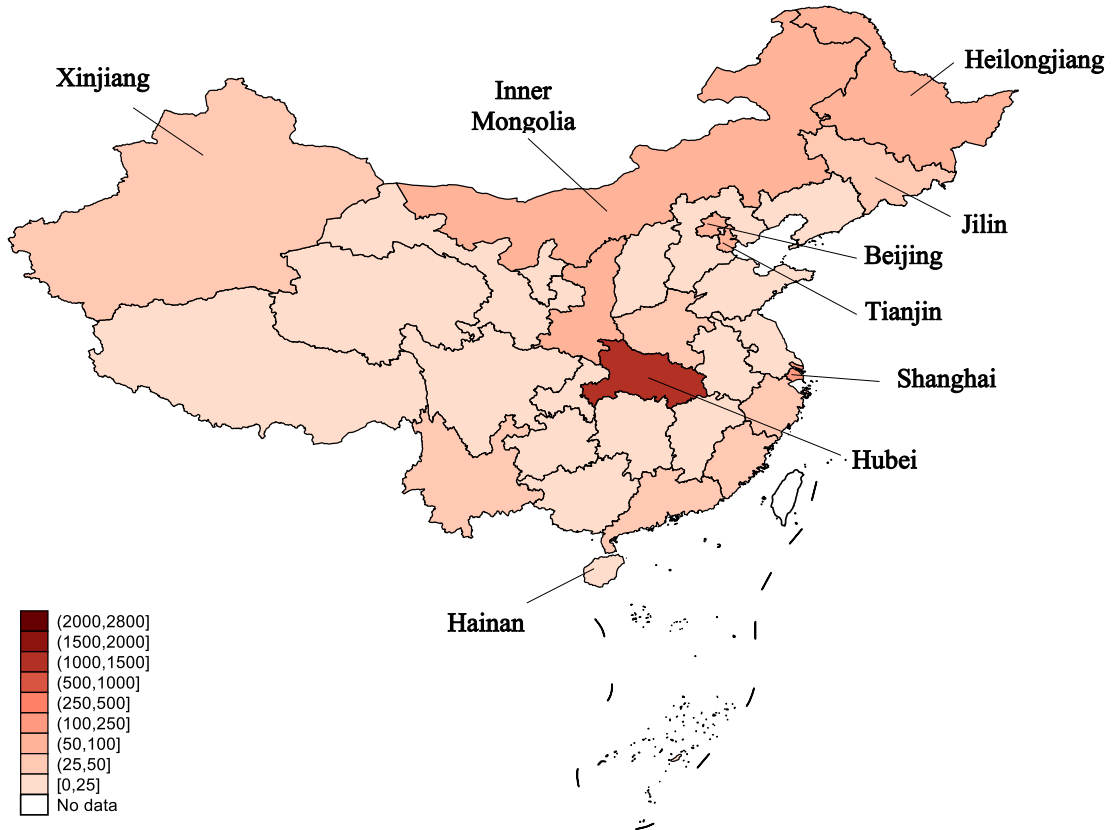 Heilongjiang
Xinjiang
Inner
Mongolia
Jilin
Beijing
Tianjin
Shanghai
Hubei
Hainan
(2000,2800]
(1500,2000]
(1000,1500]
(500,1000]
(250,500]
(100,250]
(50,100]
(25,50]
[0,25]
No data